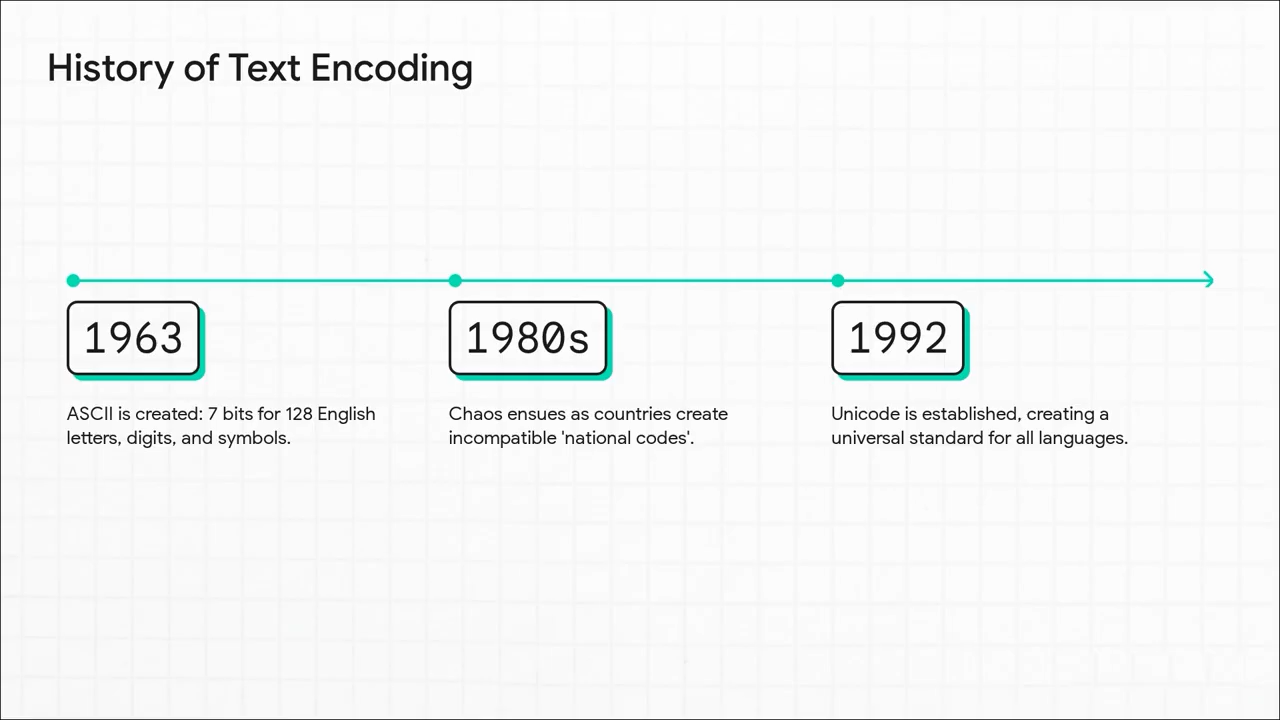 History of Text Encoding
1963
ASCII is created: 7 bits for 128 English
letters, digits, and symbols.
1980s
Chaos ensues as countries create
incompatible 'national codes'.
1992
Unicode is established, creating a
universal standard for all languages.